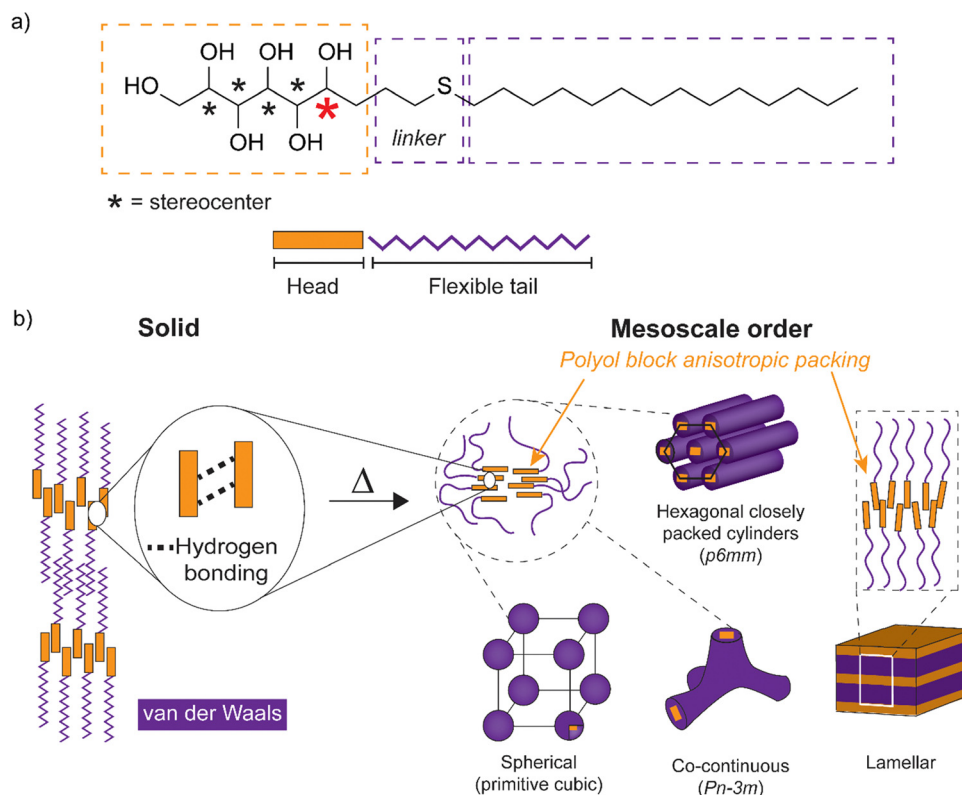 a)
OH OH OH
HO
* * * * *
OH OH
S
linker
* = stereocenter
Head
Flexible tail
b)
Solid
Mesoscale order
Polyol block anisotropic packing
Hydrogen
bonding
Δ
Hexagonal closely
packed cylinders
(p6mm)
van der Waals
Spherical
(primitive cubic)
Co-continuous
(Pn-3m)
Lamellar